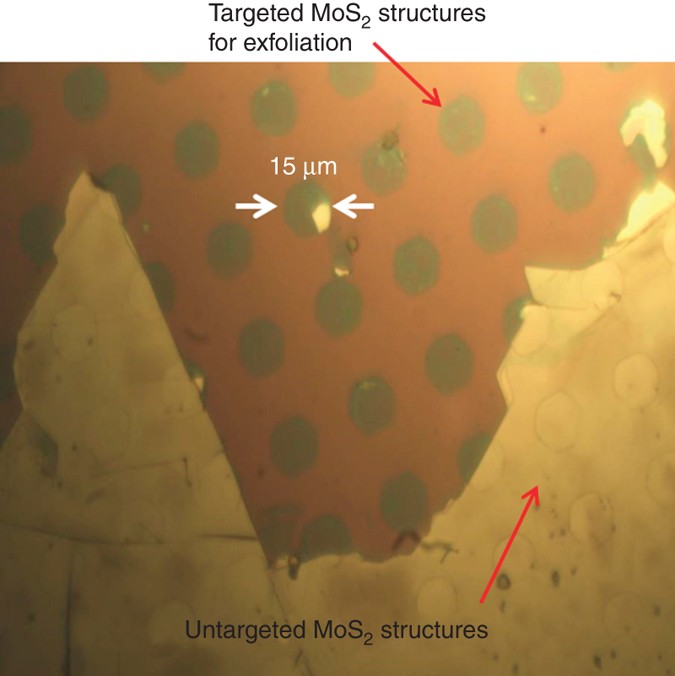 Targeted MoS₂ structures
for exfoliation
15 μm
Untargeted MoS₂ structures